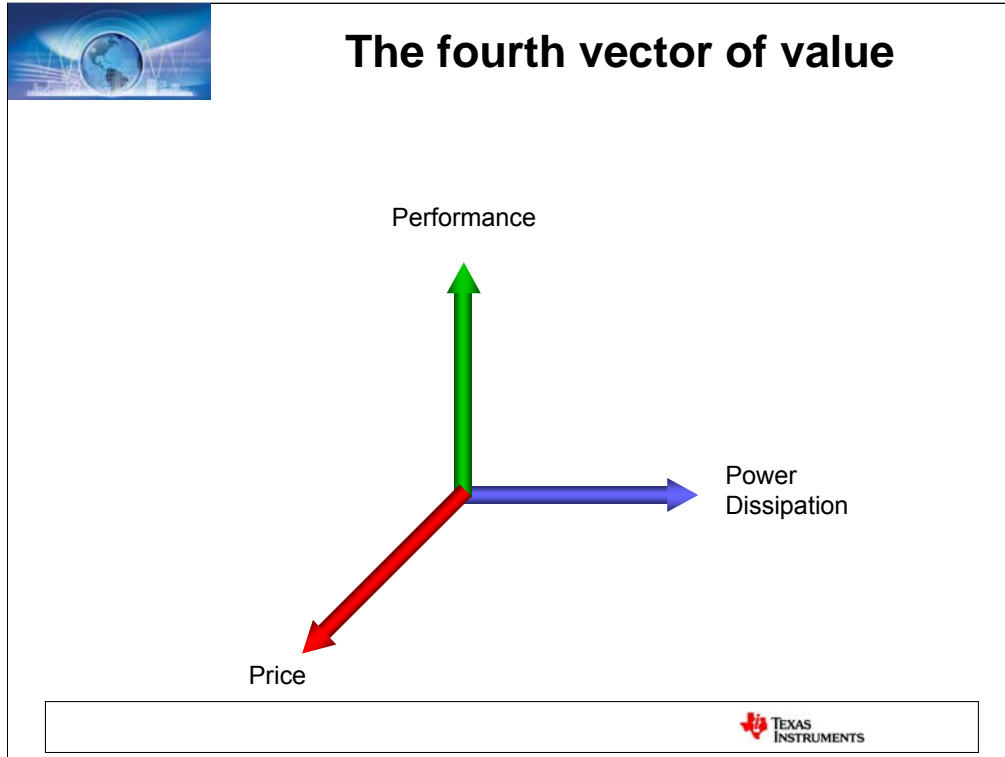 The fourth vector of value
Performance
Power
Dissipation
Price
TEXAS
INSTRUMENTS